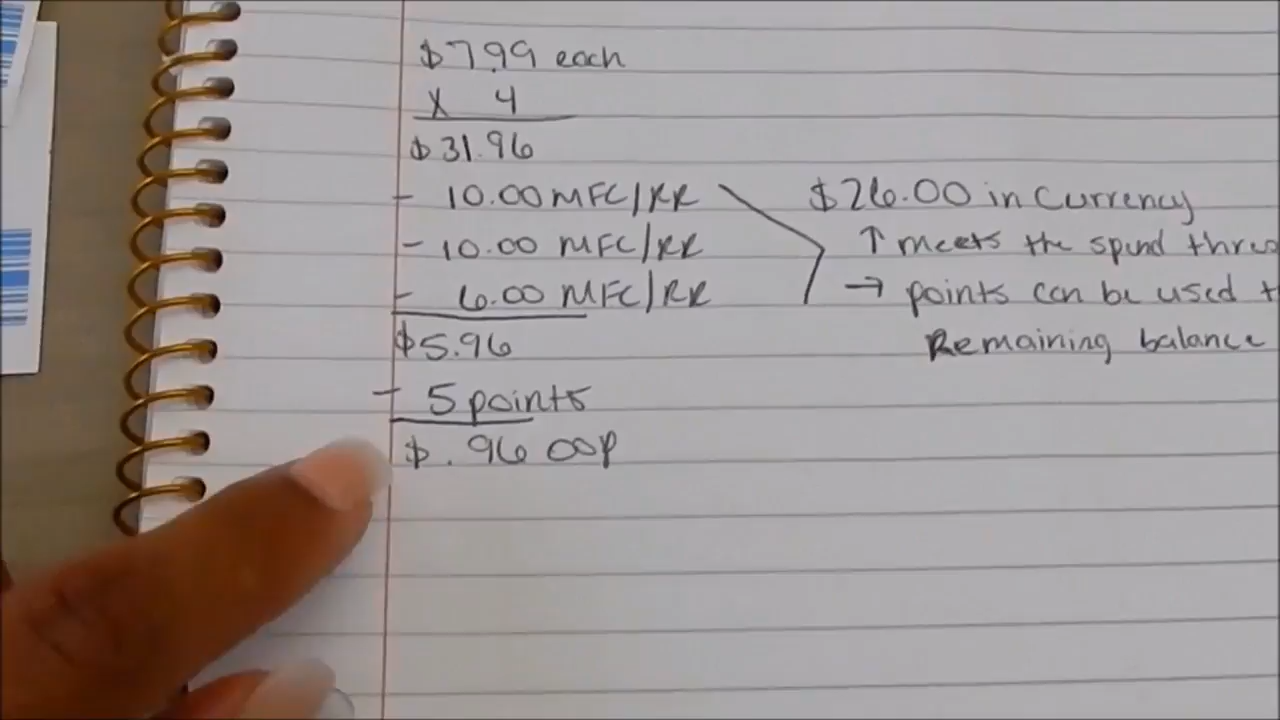 $7.99 each
x 4
$31.96
- 10.00 MFC/RR
- 10.00 MFC/RR
- 6.00 MFC/RR
$5.96
- 5 points
$.96 OOP
$26.00 in Currency
↑ meets the spend
→ points can be used
Remaining balance